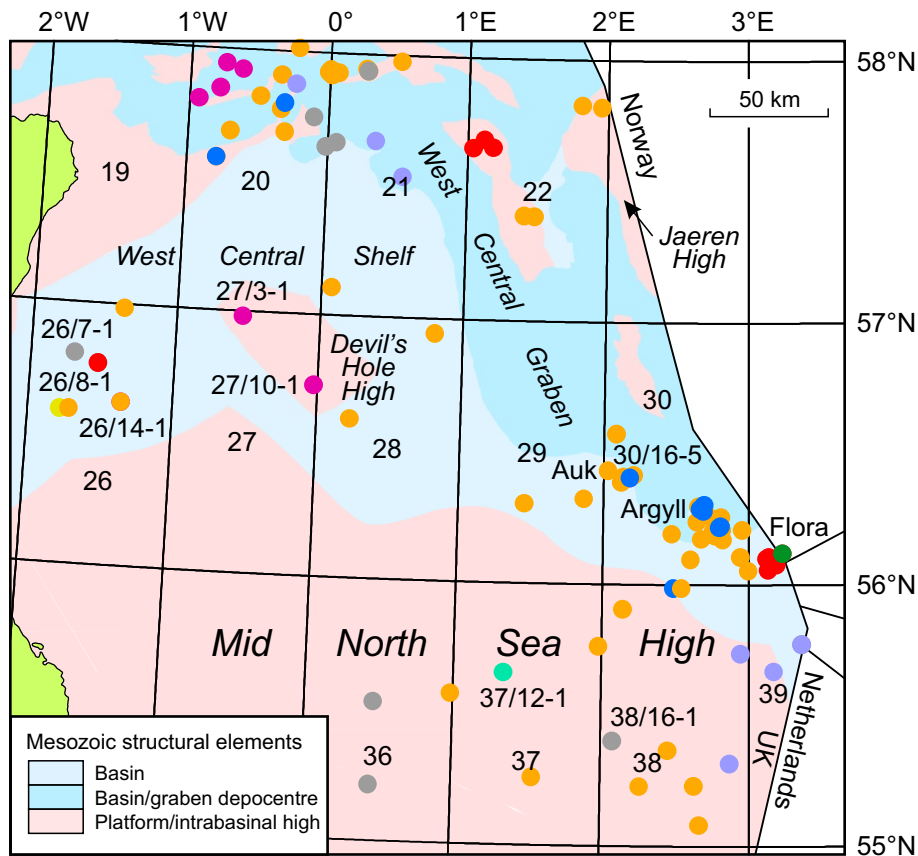 2°W
1°W
0°
1°E
2°E
3°E
58°N
50 km
Norway
19
20
21
West
22
Jaeren
High
West
Central
Shelf
Central
27/3-1
57°N
26/7-1
Devil's
Hole
High
Graben
26/8-1
27/10-1
30
26/14-1
26
27
28
29
30/16-5
Auk
Argyll
Flora
56°N
Mid
North
Sea
High
37/12-1
39
Netherlands
UK
38/16-1
36
37
38
Mesozoic structural elements
Basin
Basin/graben depocentre
Platform/intrabasinal high
55°N